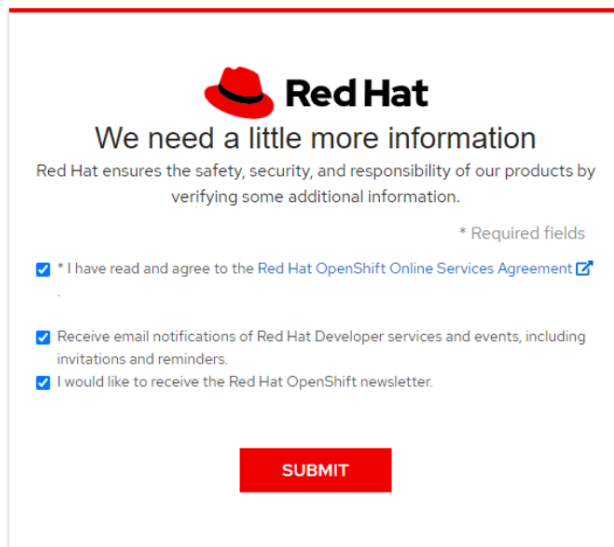 Red Hat
We need a little more information
Red Hat ensures the safety, security, and responsibility of our products by
verifying some additional information.
* Required fields
* I have read and agree to the Red Hat OpenShift Online Services Agreement
.
Receive email notifications of Red Hat Developer services and events, including
invitations and reminders.
I would like to receive the Red Hat OpenShift newsletter.
SUBMIT